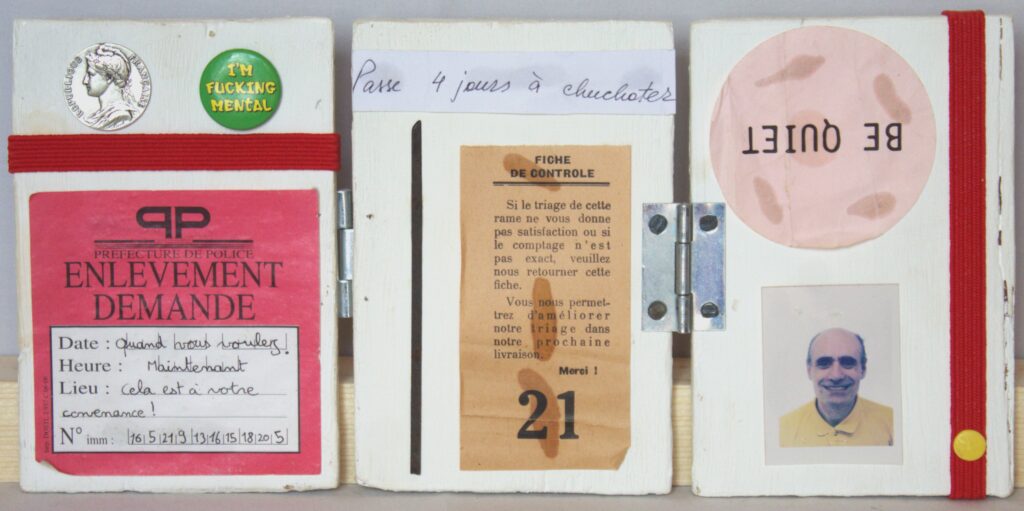 REPUBLIQUE FRANÇAISE
I'M
FUCKING
MENTAL
PP
PREFECTURE DE POLICE
ENLEVEMENT
DEMANDE
Date : Quand vous voulez !
Heure : Maintenant
Lieu : Cela est à votre
convenance !
N° imm : |16|5|21|9|13|16|15|18|20|5|
Passe 4 jours à chuchoter
FICHE
DE CONTROLE
Si le triage de cette
rame ne vous donne
pas satisfaction ou si
le comptage n'est
pas exact, veuillez
nous retourner cette
fiche.
Vous nous permet-
trez d'améliorer
notre triage dans
notre prochaine
livraison.
Merci !
21
BE QUIET